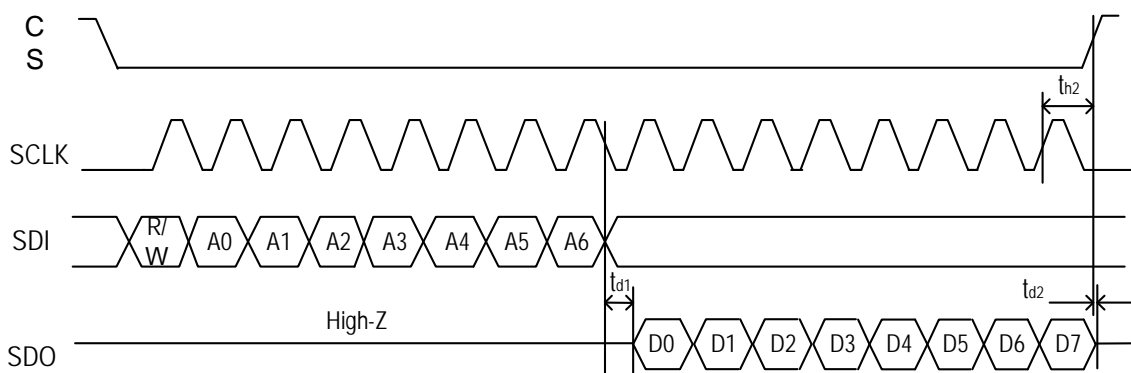 C
S
th2
SCLK
R/
W A0 A1 A2 A3 A4 A5 A6
SDI
td1
td2
High-Z
D0 D1 D2 D3 D4 D5 D6 D7
SDO